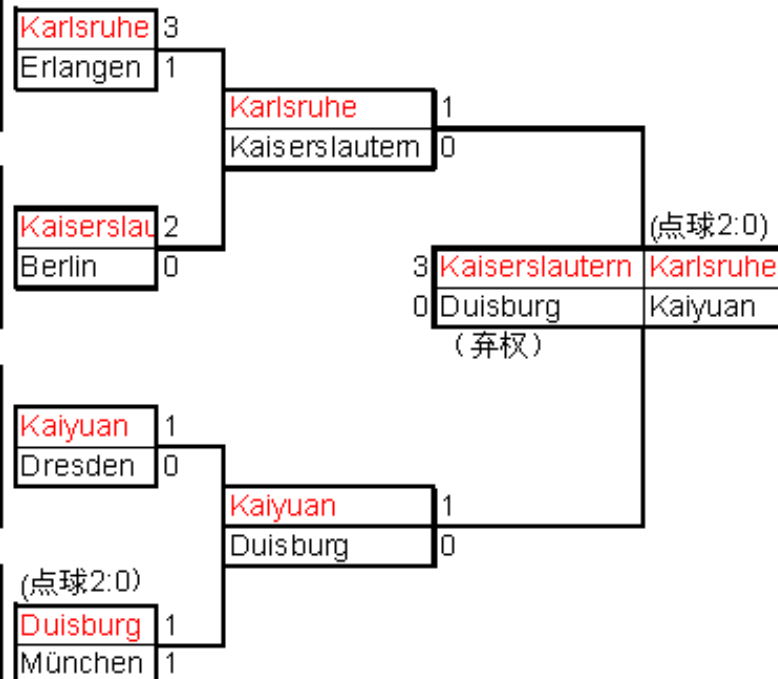 Karlsruhe 3
Erlangen 1
Karlsruhe 1
Kaiserslautern 0
Kaiserslau 2
Berlin 0
(点球2:0)
3 Kaiserslautern Karlsruhe
0 Duisburg Kaiyuan
（弃权）
Kaiyuan 1
Dresden 0
Kaiyuan 1
Duisburg 0
(点球2:0)
Duisburg 1
München 1